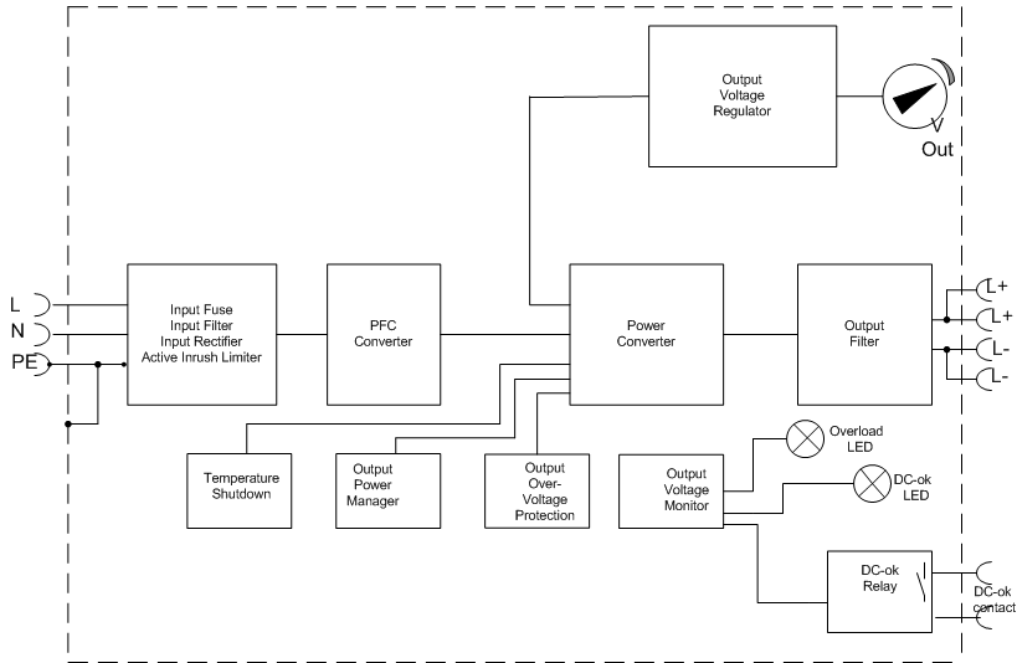 Output
Voltage
Regulator
V
Out
L
N
PE
Input Fuse
Input Filter
Input Rectifier
Active Inrush Limiter
PFC
Converter
Power
Converter
Output
Filter
L+
L+
L-
L-
Temperature
Shutdown
Output
Power
Manager
Output
Over-
Voltage
Protection
Output
Voltage
Monitor
Overload
LED
DC-ok
LED
DC-ok
Relay
DC-ok
contact